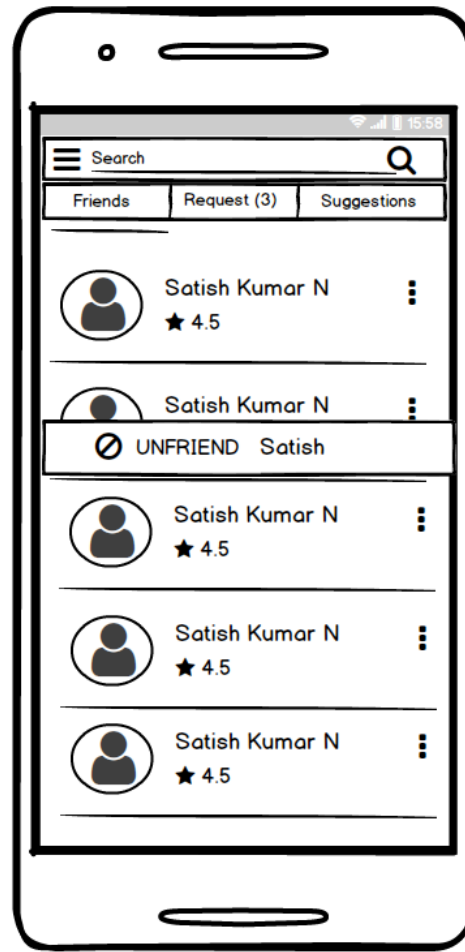 15:58
Search
Friends Request (3) Suggestions
Satish Kumar N
4.5
Satish Kumar N
UNFRIEND Satish
Satish Kumar N
4.5
Satish Kumar N
4.5
Satish Kumar N
4.5